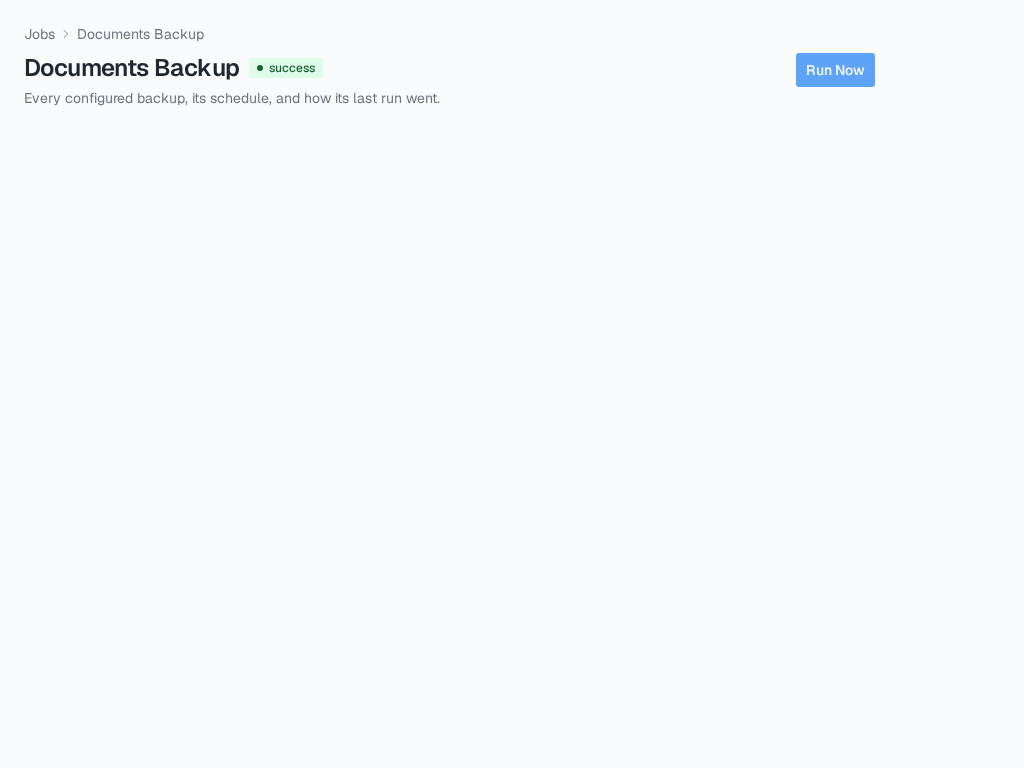 Jobs > Documents Backup
Documents Backup success
Run Now
Every configured backup, its schedule, and how its last run went.